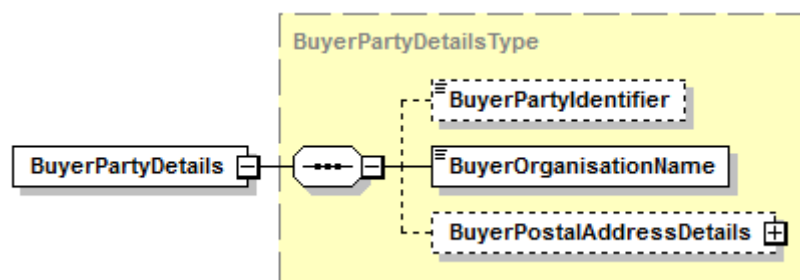 BuyerPartyDetailsType
BuyerPartyIdentifier
BuyerPartyDetails
BuyerOrganisationName
BuyerPostalAddressDetails